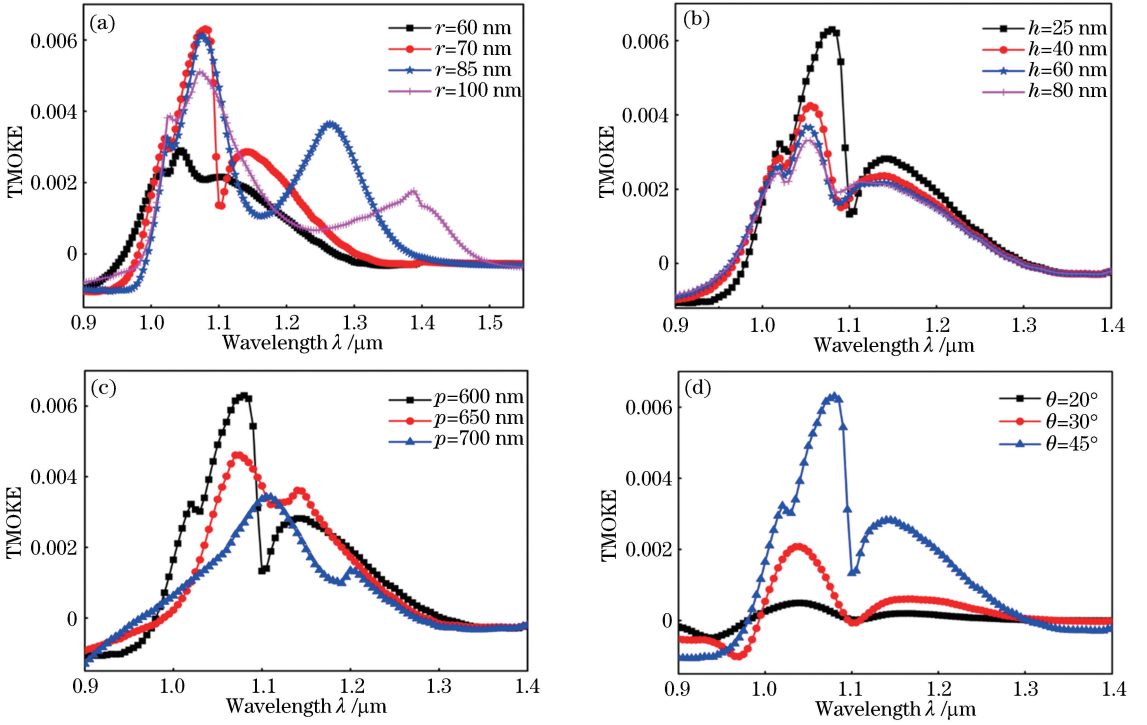 (a)
r=60 nm
r=70 nm
r=85 nm
r=100 nm
0.006
0.004
0.002
0
TMOKE
0.9 1.0 1.1 1.2 1.3 1.4 1.5
Wavelength λ /μm
(b)
h=25 nm
h=40 nm
h=60 nm
h=80 nm
0.006
0.004
0.002
0
TMOKE
0.9 1.0 1.1 1.2 1.3 1.4
Wavelength λ /μm
(c)
p=600 nm
p=650 nm
p=700 nm
0.006
0.004
0.002
0
TMOKE
0.9 1.0 1.1 1.2 1.3 1.4
Wavelength λ /μm
(d)
θ=20°
θ=30°
θ=45°
0.006
0.004
0.002
0
TMOKE
0.9 1.0 1.1 1.2 1.3 1.4
Wavelength λ /μm